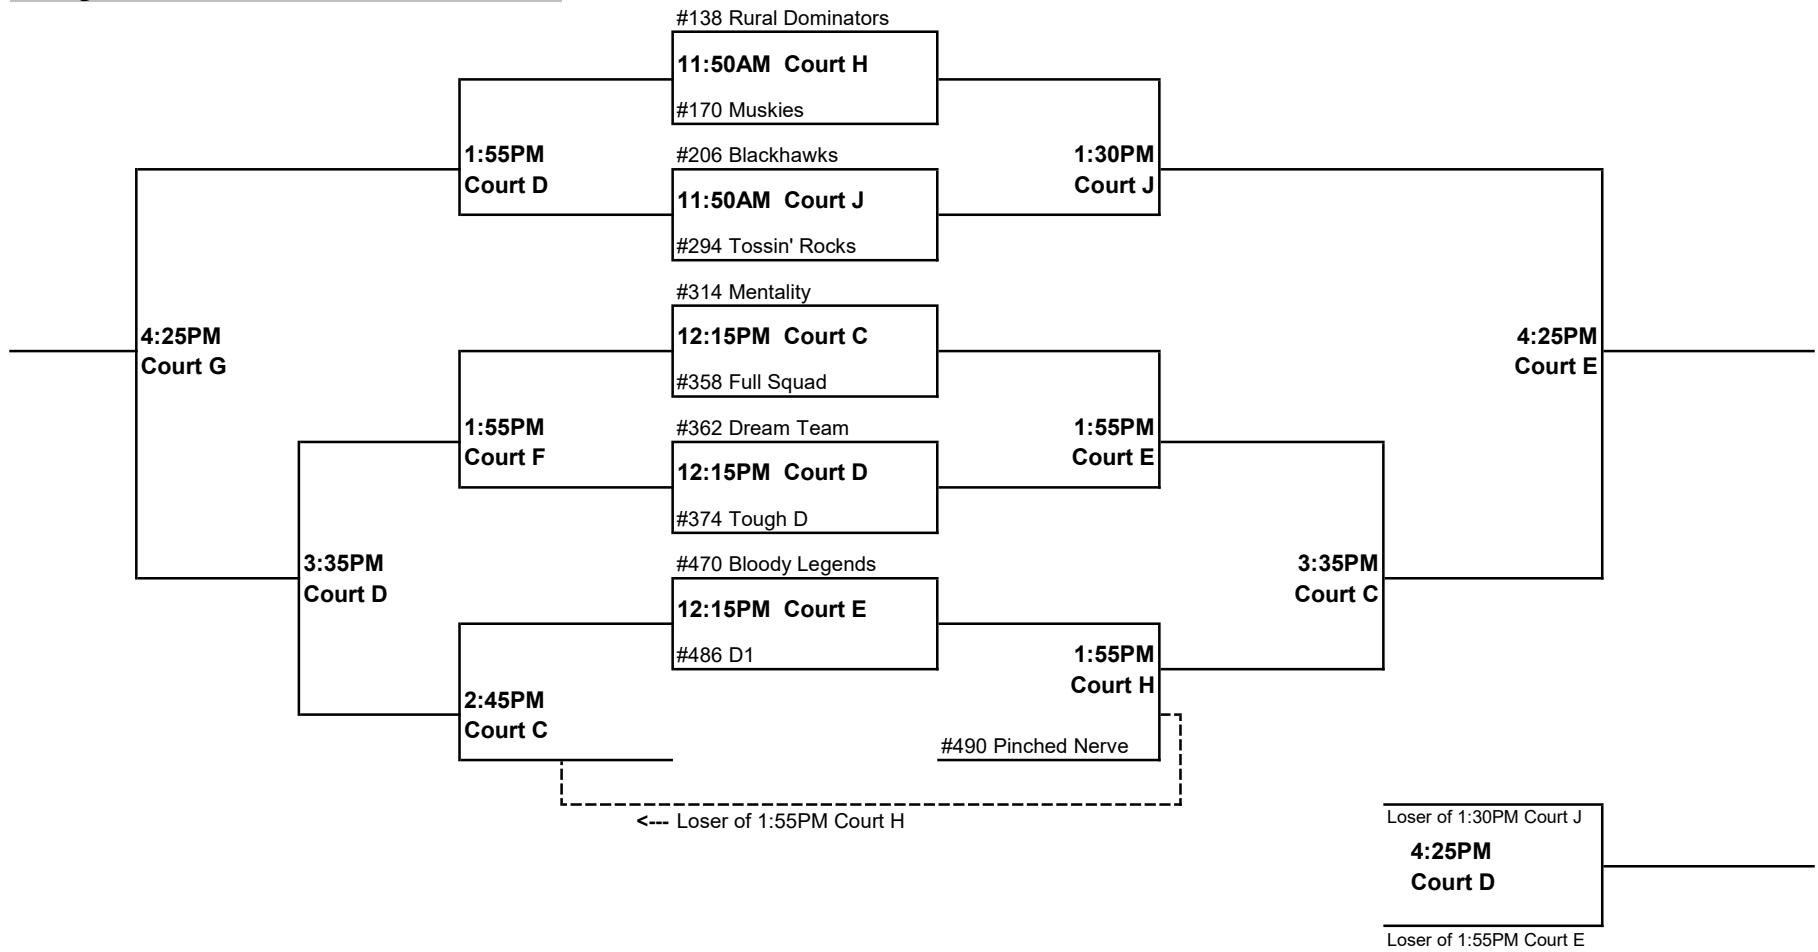 #138 Rural Dominators
11:50AM  Court H
#170 Muskies
1:55PM
Court D
#206 Blackhawks
1:30PM
Court J
11:50AM  Court J
#294 Tossin' Rocks
#314 Mentality
4:25PM
Court G
12:15PM  Court C
4:25PM
Court E
#358 Full Squad
1:55PM
Court F
#362 Dream Team
1:55PM
Court E
12:15PM  Court D
#374 Tough D
3:35PM
Court D
#470 Bloody Legends
3:35PM
Court C
12:15PM  Court E
#486 D1
1:55PM
Court H
2:45PM
Court C
#490 Pinched Nerve
<--- Loser of 1:55PM Court H
Loser of 1:30PM Court J
4:25PM
Court D
Loser of 1:55PM Court E